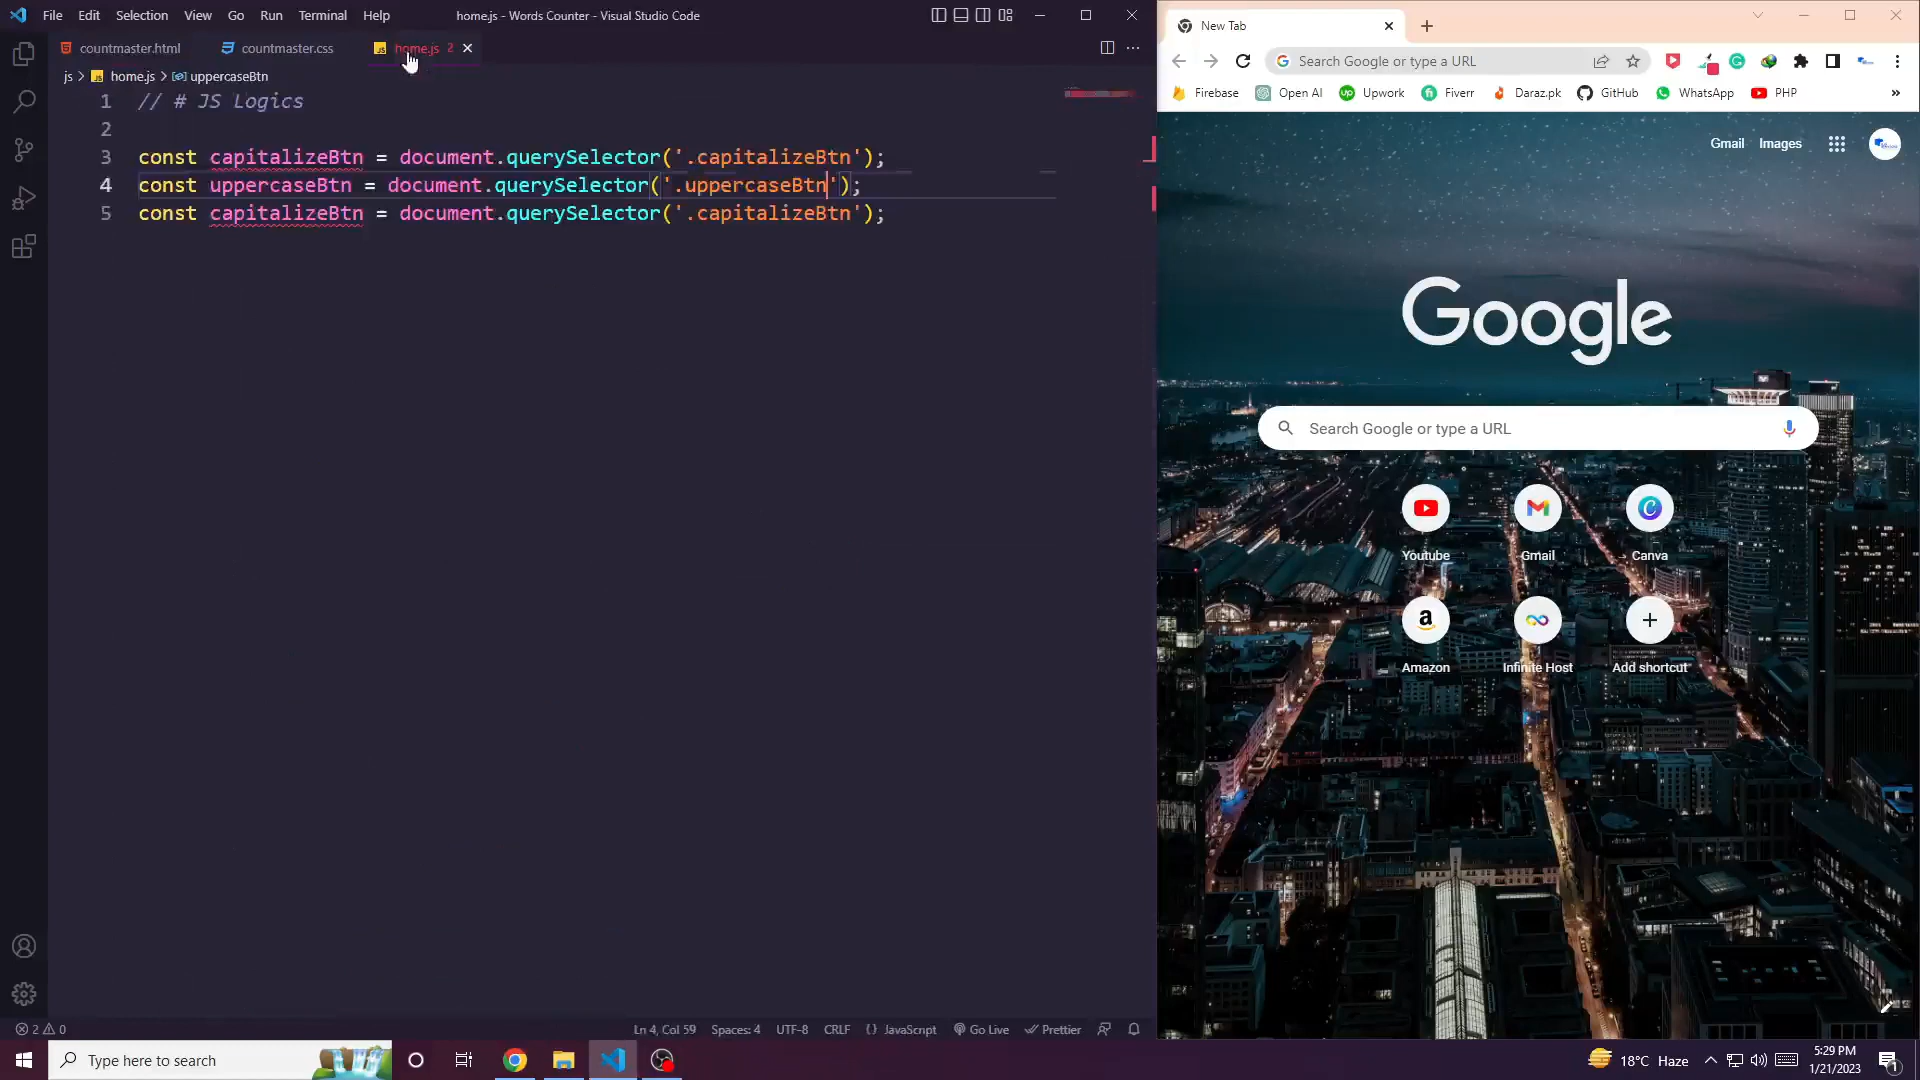 File Edit Selection View Go Run Terminal Help
home.js - Words Counter - Visual Studio Code
countmaster.html
countmaster.css
home.js 2
js > home.js > uppercaseBtn
1 // # JS Logics
2
3 const capitalizeBtn = document.querySelector('.capitalizeBtn');
4 const uppercaseBtn = document.querySelector('.uppercaseBtn');
5 const capitalizeBtn = document.querySelector('.capitalizeBtn');
2 0
Ln 4, Col 59 Spaces: 4 UTF-8 CRLF {} JavaScript Go Live Prettier
New Tab
Search Google or type a URL
Firebase Open AI Upwork Fiverr Daraz.pk GitHub WhatsApp PHP »
Gmail Images
Google
Search Google or type a URL
Youtube Gmail Canva
Amazon Infinite Host Add shortcut
Type here to search
18°C Haze
5:29 PM
1/21/2023
1